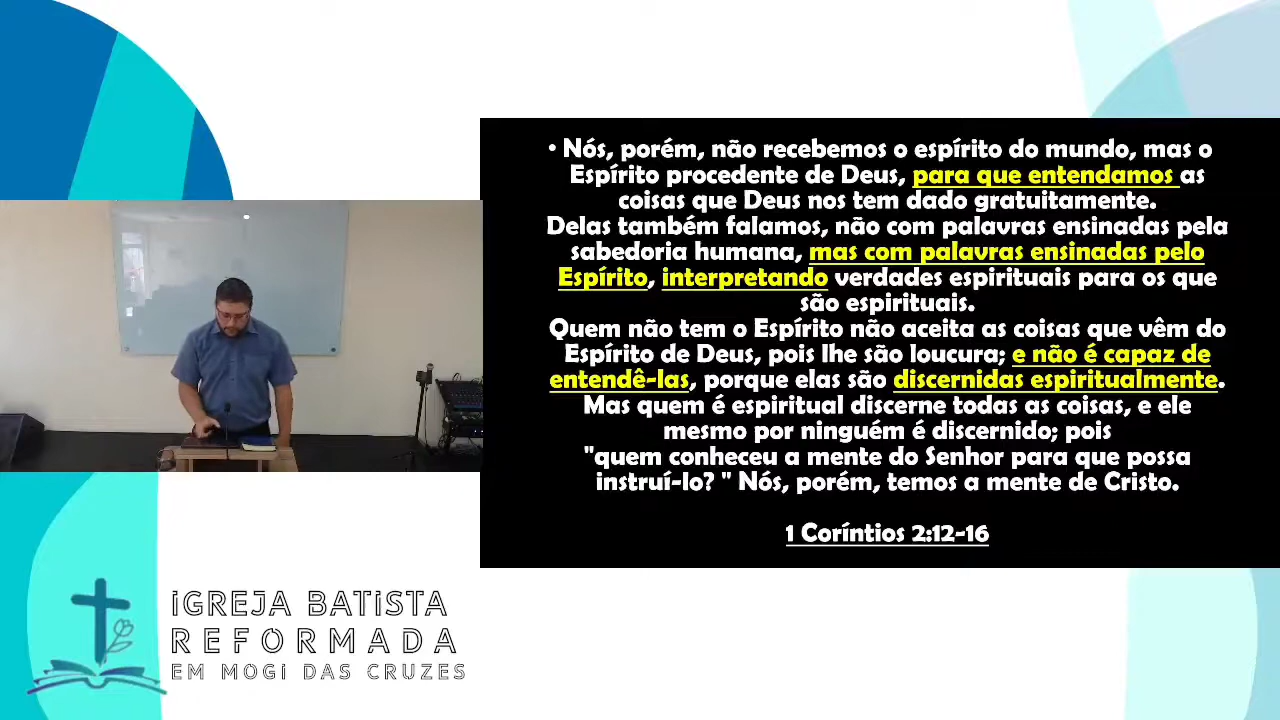 • Nós, porém, não recebemos o espírito do mundo, mas o
Espírito procedente de Deus, para que entendamos as
coisas que Deus nos tem dado gratuitamente.
Delas também falamos, não com palavras ensinadas pela
sabedoria humana, mas com palavras ensinadas pelo
Espírito, interpretando verdades espirituais para os que
são espirituais.
Quem não tem o Espírito não aceita as coisas que vêm do
Espírito de Deus, pois lhe são loucura; e não é capaz de
entendê-las, porque elas são discernidas espiritualmente.
Mas quem é espiritual discerne todas as coisas, e ele
mesmo por ninguém é discernido; pois
"quem conheceu a mente do Senhor para que possa
instruí-lo? " Nós, porém, temos a mente de Cristo.
1 Coríntios 2:12-16
iGREJA BATiSTA
REFORMADA
EM MOGi DAS CRUZES